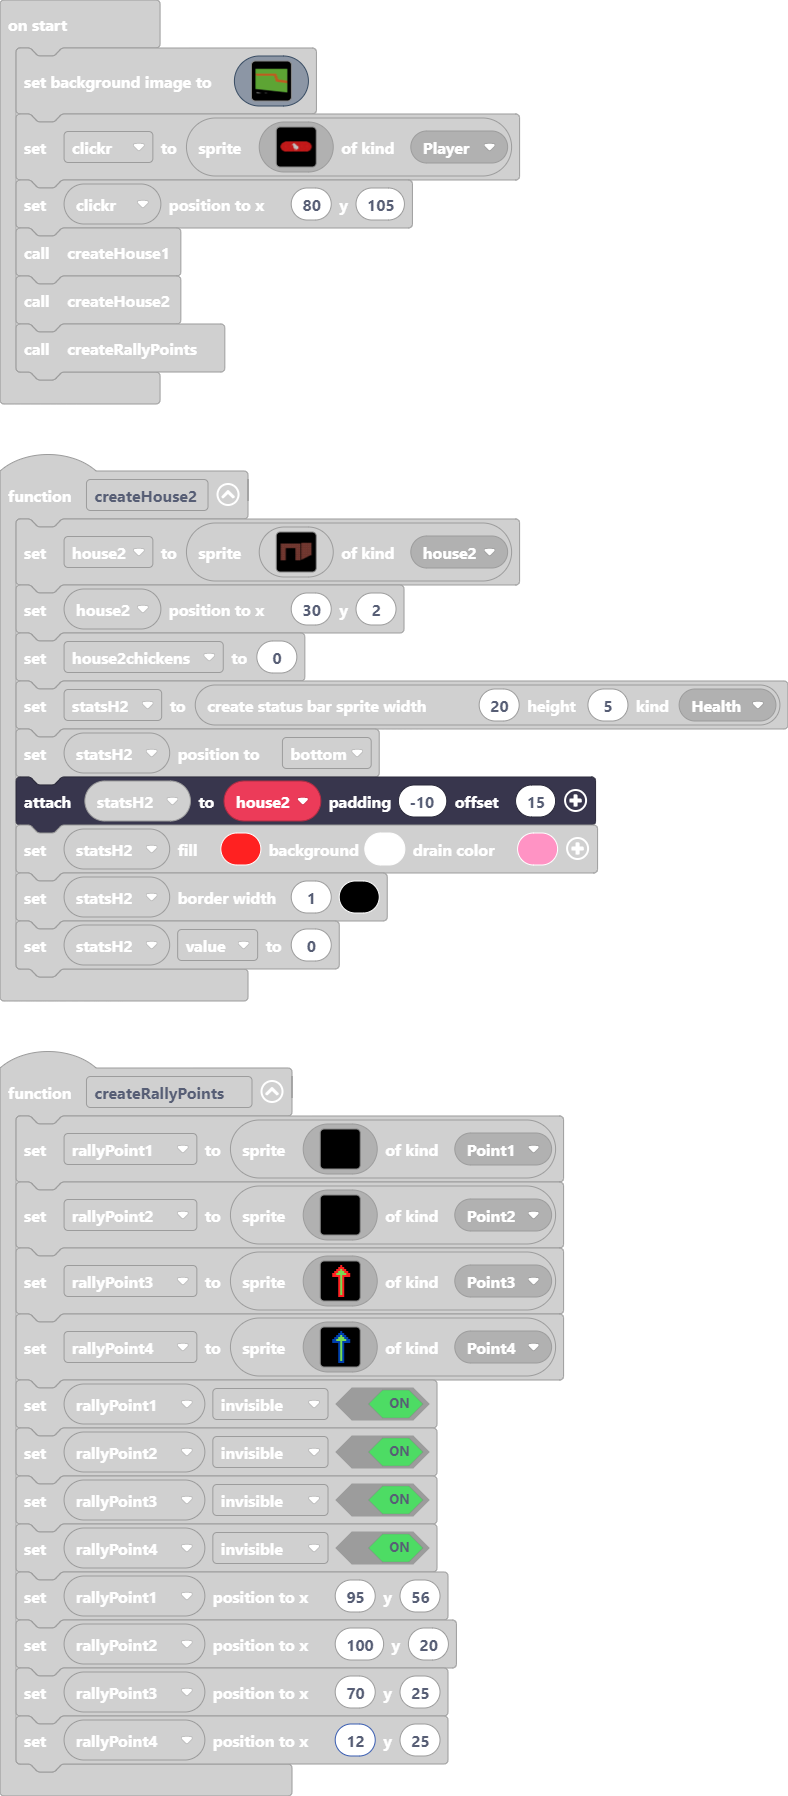 on start
set background image to
set clickr to sprite of kind Player
set clickr position to x 80 y 105
call createHouse1
call createHouse2
call createRallyPoints
function createHouse2
set house2 to sprite of kind house2
set house2 position to x 30 y 2
set house2chickens to 0
set statsH2 to create status bar sprite width 20 height 5 kind Health
set statsH2 position to bottom
attach statsH2 to house2 padding -10 offset 15
set statsH2 fill background drain color
set statsH2 border width 1
set statsH2 value to 0
function createRallyPoints
set rallyPoint1 to sprite of kind Point1
set rallyPoint2 to sprite of kind Point2
set rallyPoint3 to sprite of kind Point3
set rallyPoint4 to sprite of kind Point4
set rallyPoint1 invisible ON
set rallyPoint2 invisible ON
set rallyPoint3 invisible ON
set rallyPoint4 invisible ON
set rallyPoint1 position to x 95 y 56
set rallyPoint2 position to x 100 y 20
set rallyPoint3 position to x 70 y 25
set rallyPoint4 position to x 12 y 25